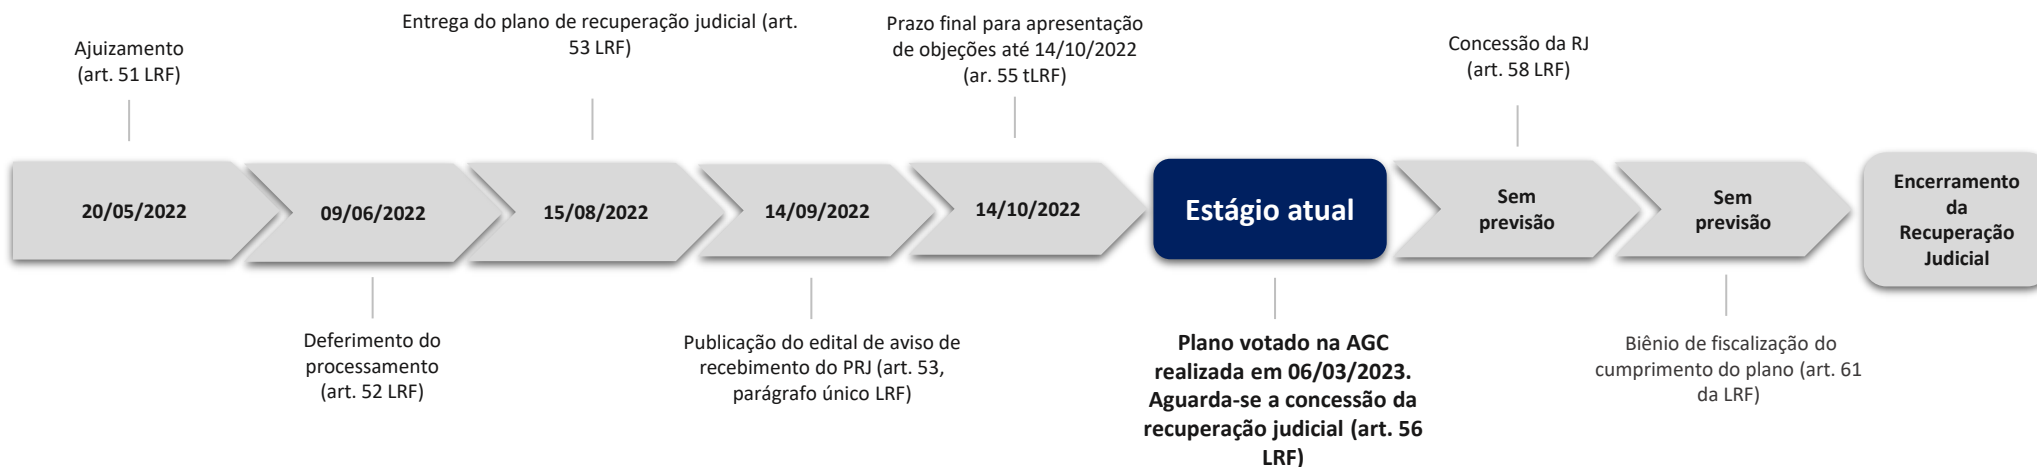 Ajuizamento
(art. 51 LRF)
Entrega do plano de recuperação judicial (art.
53 LRF)
Prazo final para apresentação
de objeções até 14/10/2022
(ar. 55 tLRF)
Concessão da RJ
(art. 58 LRF)
20/05/2022
09/06/2022
15/08/2022
14/09/2022
14/10/2022
Estágio atual
Sem
previsão
Sem
previsão
Encerramento
da
Recuperação
Judicial
Deferimento do
processamento
(art. 52 LRF)
Publicação do edital de aviso de
recebimento do PRJ (art. 53,
parágrafo único LRF)
Plano votado na AGC
realizada em 06/03/2023.
Aguarda-se a concessão da
recuperação judicial (art. 56
LRF)
Biênio de fiscalização do
cumprimento do plano (art. 61
da LRF)